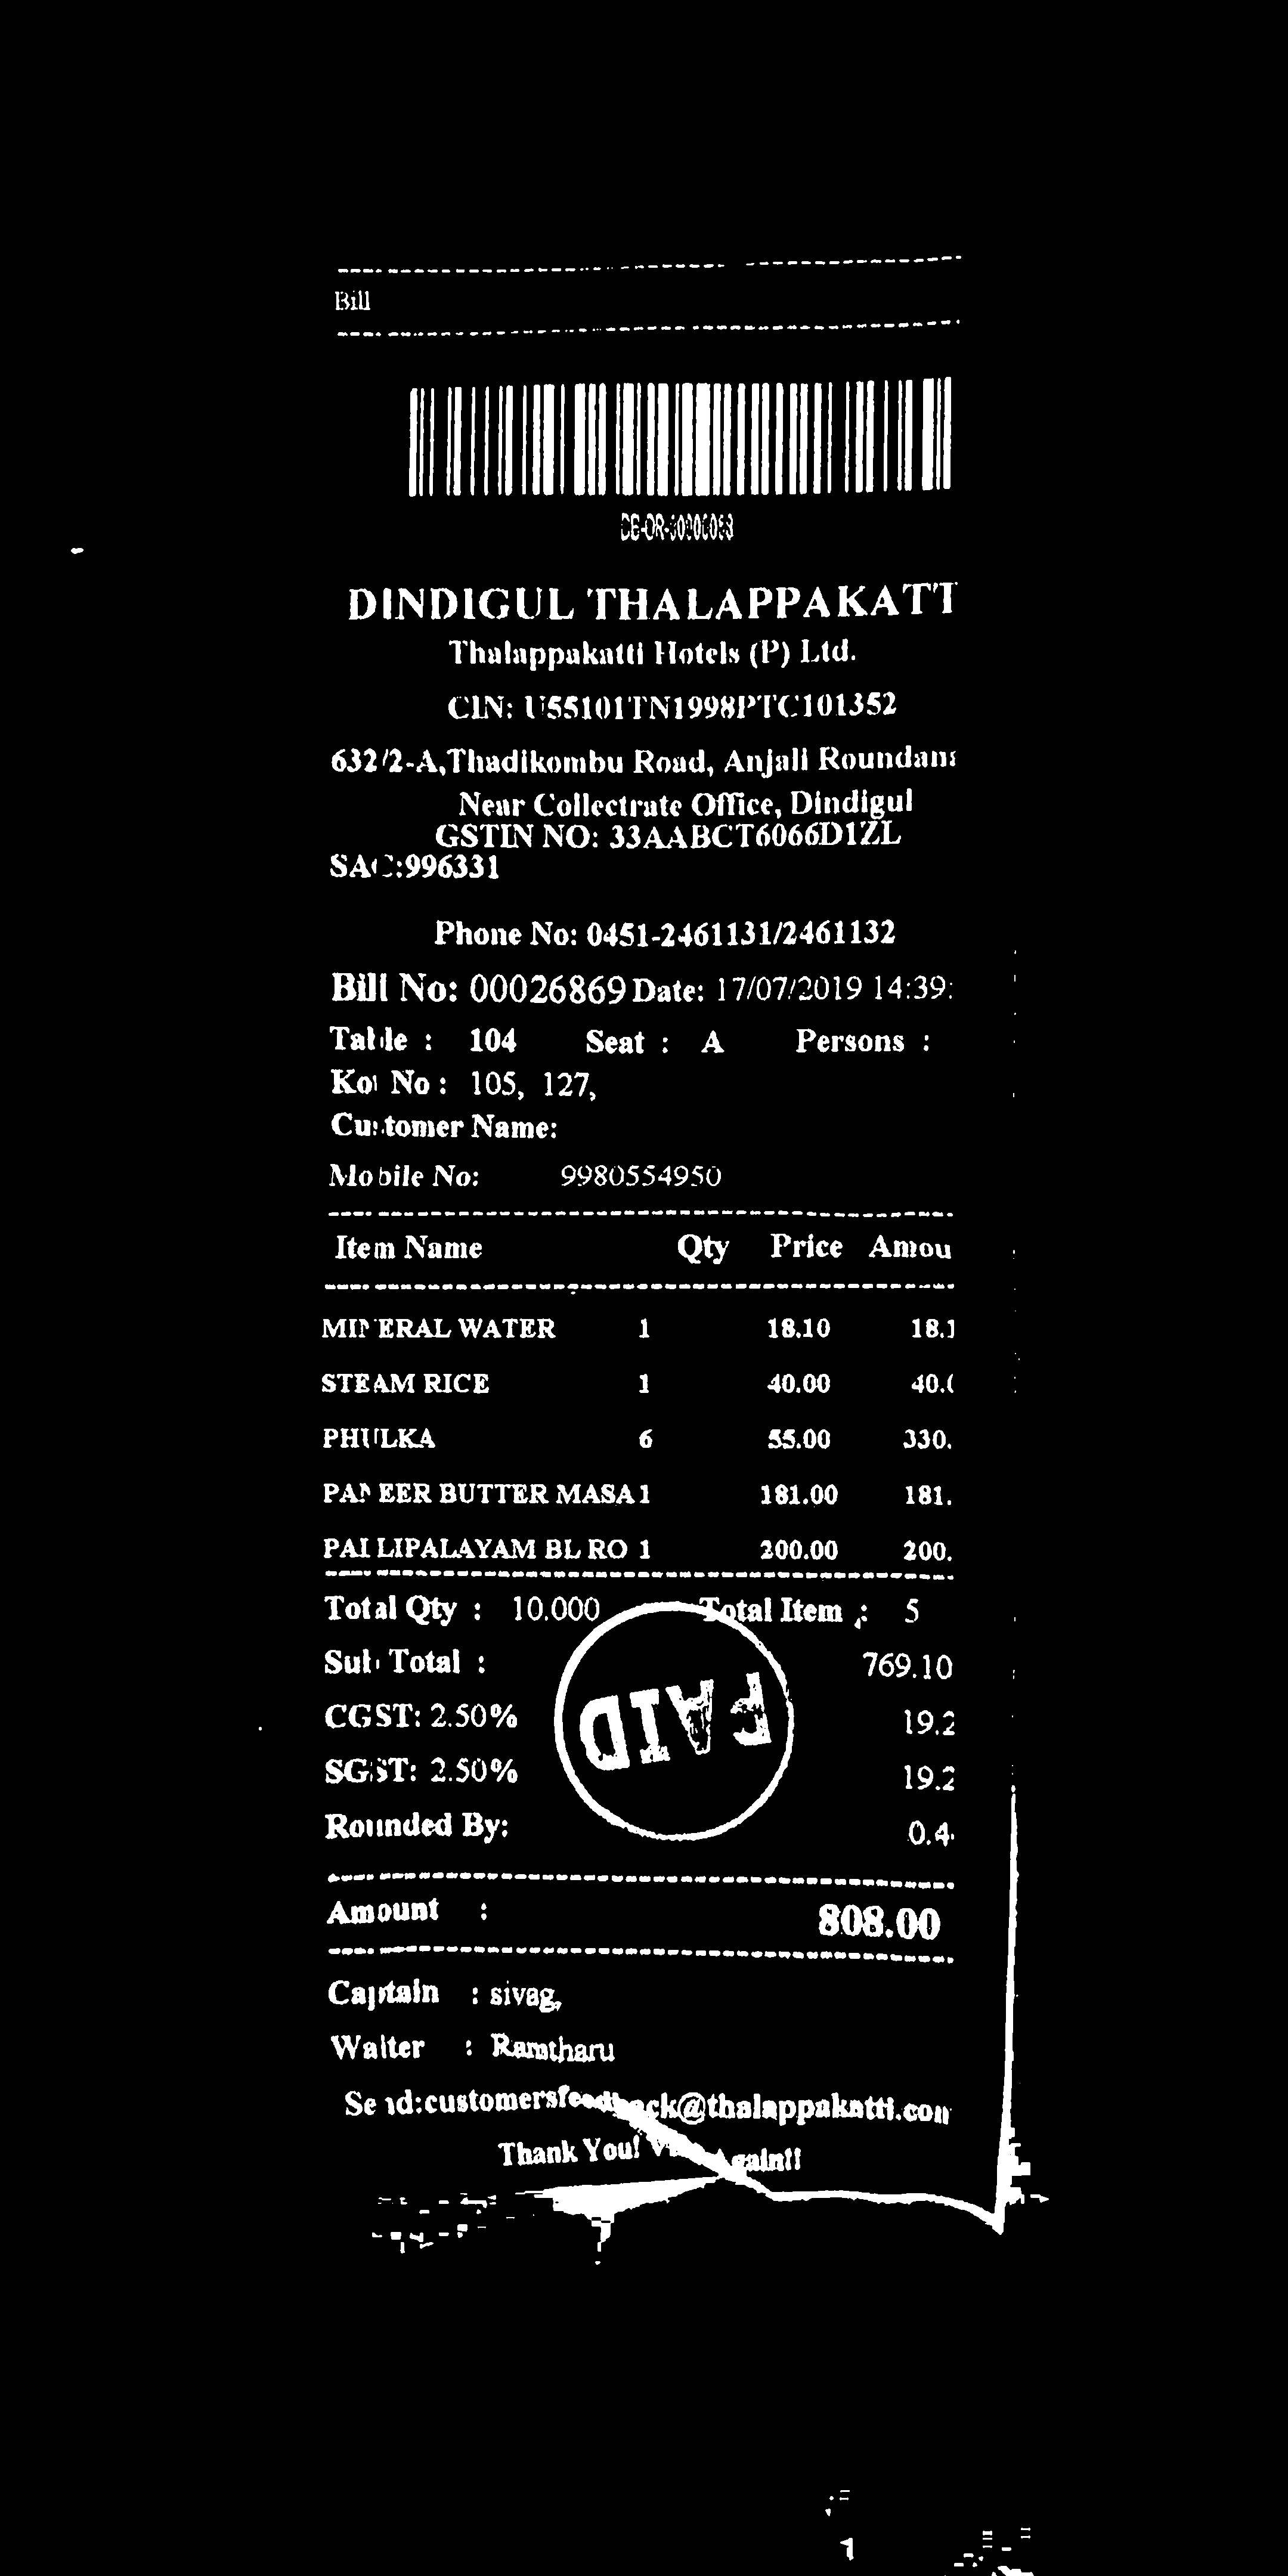 Bill
DINDIGUL THALAPPAKATT
Thalappakatti Hotels (P) Ltd.
CIN: U55101TN1998PTC101352
632/2-A,Thadikombu Road, Anjali
Near Collectrate Office, Dindigul
GSTIN NO: 33AABCT6066D1ZL
SAC:996331
Phone No: 0451-2461131/2461132
Bill No: 00026869 Date: 17/07/2019 14:39:
Table : 104 Seat : A Persons :
Kot No : 105, 127,
Customer Name:
Mobile No: 9980554950
Item Name Qty Price Amou
MINERAL WATER 1 18.10 18.1
STEAM RICE 1 40.00 40.
PHULKA 6 55.00 330.
PANEER BUTTER MASA 1 181.00 181.
PALLIPALAYAM BL RO 1 200.00 200.
Total Qty : 10.000 Total Item : 5
Sub Total : 769.10
CGST: 2.50% 19.2
PAID
SGST: 2.50% 19.2
Rounded By: 0.4
Amount : 808.00
Captain : sivag,
Waiter : Ramtharu
Send:customersfeedback@thalappakatti.com
Thank You! Visit Again!!